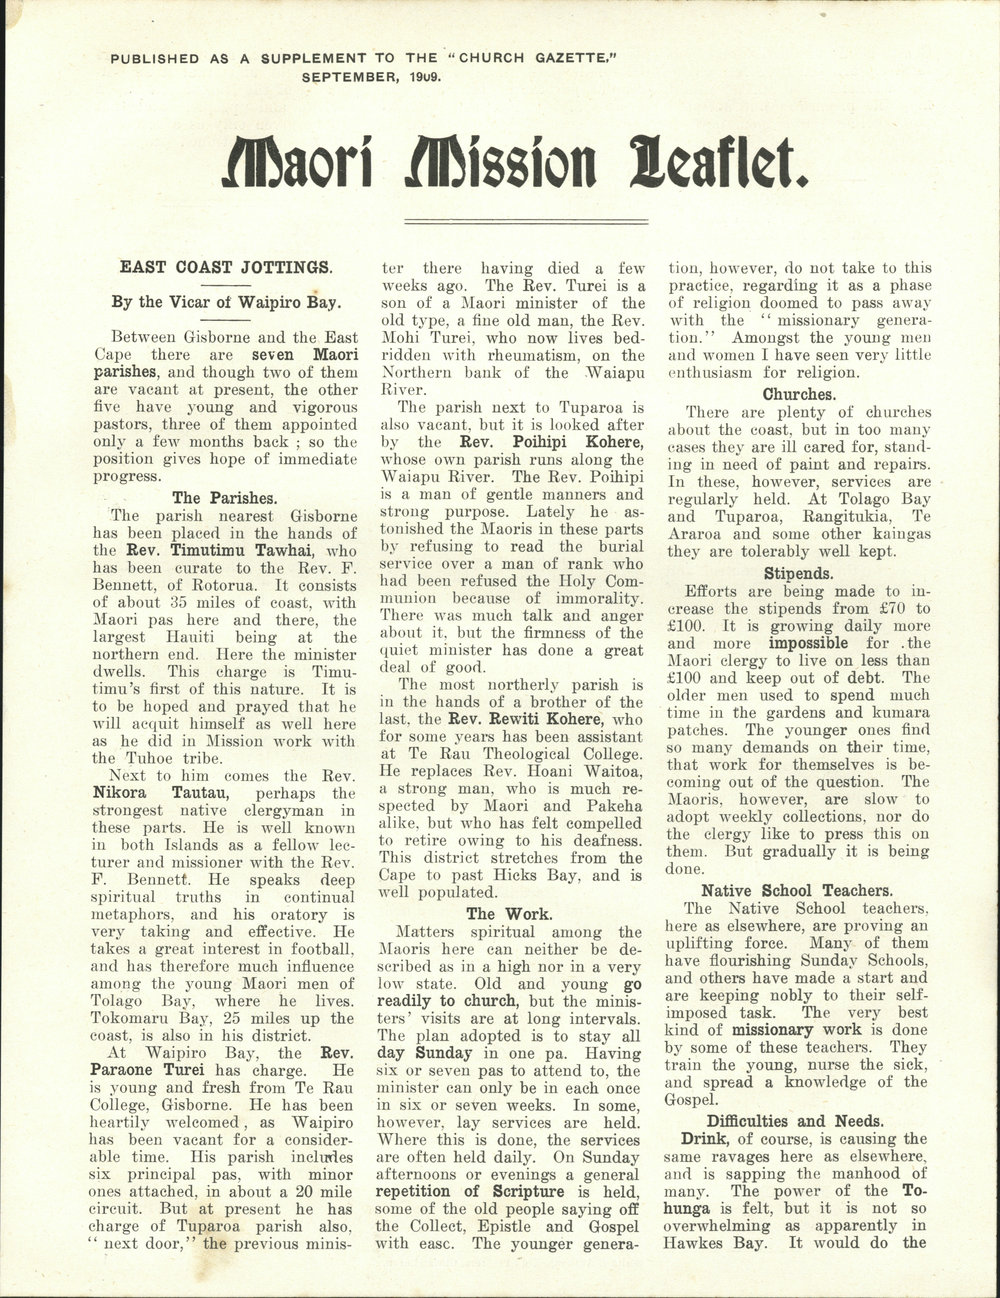 PUBLISHED AS A SUPPLEMENT TO THE "CHURCH GAZETTE,"
SEPTEMBER, 1909.
Maori Mission Leaflet.
EAST COAST JOTTINGS.
By the Vicar of Waipiro Bay.
Between Gisborne and the East
Cape there are seven Maori
parishes, and though two of them
are vacant at present, the other
five have young and vigorous
pastors, three of them appointed
only a few months back ; so the
position gives hope of immediate
progress.
The Parishes.
The parish nearest Gisborne
has been placed in the hands of
the Rev. Timutimu Tawhai, who
has been curate to the Rev. F.
Bennett, of Rotorua. It consists
of about 35 miles of coast, with
Maori pas here and there, the
largest Hauiti being at the
northern end. Here the minister
dwells. This charge is Timu-
timu's first of this nature. It is
to be hoped and prayed that he
will acquit himself as well here
as he did in Mission work with
the Tuhoe tribe.
Next to him comes the Rev.
Nikora Tautau, perhaps the
strongest native clergyman in
these parts. He is well known
in both Islands as a fellow lec-
turer and missioner with the Rev.
F. Bennett. He speaks deep
spiritual truths in continual
metaphors, and his oratory is
very taking and effective. He
takes a great interest in football,
and has therefore much influence
among the young Maori men of
Tolago Bay, where he lives.
Tokomaru Bay, 25 miles up the
coast, is also in his district.
At Waipiro Bay, the Rev.
Paraone Turei has charge. He
is young and fresh from Te Rau
College, Gisborne. He has been
heartily welcomed, as Waipiro
has been vacant for a consider-
able time. His parish includes
six principal pas, with minor
ones attached, in about a 20 mile
circuit. But at present he has
charge of Tuparoa parish also,
" next door," the previous minis-
ter there having died a few
weeks ago. The Rev. Turei is a
son of a Maori minister of the
old type, a fine old man, the Rev.
Mohi Turei, who now lives bed-
ridden with rheumatism, on the
Northern bank of the Waiapu
River.
The parish next to Tuparoa is
also vacant, but it is looked after
by the Rev. Poihipi Kohere,
whose own parish runs along the
Waiapu River. The Rev. Poihipi
is a man of gentle manners and
strong purpose. Lately he as-
tonished the Maoris in these parts
by refusing to read the burial
service over a man of rank who
had been refused the Holy Com-
munion because of immorality.
There was much talk and anger
about it, but the firmness of the
quiet minister has done a great
deal of good.
The most northerly parish is
in the hands of a brother of the
last, the Rev. Rewiti Kohere, who
for some years has been assistant
at Te Rau Theological College.
He replaces Rev. Hoani Waitoa,
a strong man, who is much re-
spected by Maori and Pakeha
alike, but who has felt compelled
to retire owing to his deafness.
This district stretches from the
Cape to past Hicks Bay, and is
well populated.
The Work.
Matters spiritual among the
Maoris here can neither be de-
scribed as in a high nor in a very
low state. Old and young go
readily to church, but the minis-
ters' visits are at long intervals.
The plan adopted is to stay all
day Sunday in one pa. Having
six or seven pas to attend to, the
minister can only be in each once
in six or seven weeks. In some,
however, lay services are held.
Where this is done, the services
are often held daily. On Sunday
afternoons or evenings a general
repetition of Scripture is held,
some of the old people saying off
the Collect, Epistle and Gospel
with ease. The younger genera-
tion, however, do not take to this
practice, regarding it as a phase
of religion doomed to pass away
with the " missionary genera-
tion." Amongst the young men
and women I have seen very little
enthusiasm for religion.
Churches.
There are plenty of churches
about the coast, but in too many
cases they are ill cared for, stand-
ing in need of paint and repairs.
In these, however, services are
regularly held. At Tolago Bay
and Tuparoa, Rangitukia, Te
Araroa and some other kaingas
they are tolerably well kept.
Stipends.
Efforts are being made to in-
crease the stipends from £70 to
£100. It is growing daily more
and more impossible for .the
Maori clergy to live on less than
£100 and keep out of debt. The
older men used to spend much
time in the gardens and kumara
patches. The younger ones find
so many demands on their time,
that work for themselves is be-
coming out of the question. The
Maoris, however, are slow to
adopt weekly collections, nor do
the clergy like to press this on
them. But gradually it is being
done.
Native School Teachers.
The Native School teachers,
here as elsewhere, are proving an
uplifting force. Many of them
have flourishing Sunday Schools,
and others have made a start and
are keeping nobly to their self-
imposed task. The very best
kind of missionary work is done
by some of these teachers. They
train the young, nurse the sick,
and spread a knowledge of the
Gospel.
Difficulties and Needs.
Drink, of course, is causing the
same ravages here as elsewhere,
and is sapping the manhood of
many. The power of the To-
hunga is felt, but it is not so
overwhelming as apparently in
Hawkes Bay. It would do the